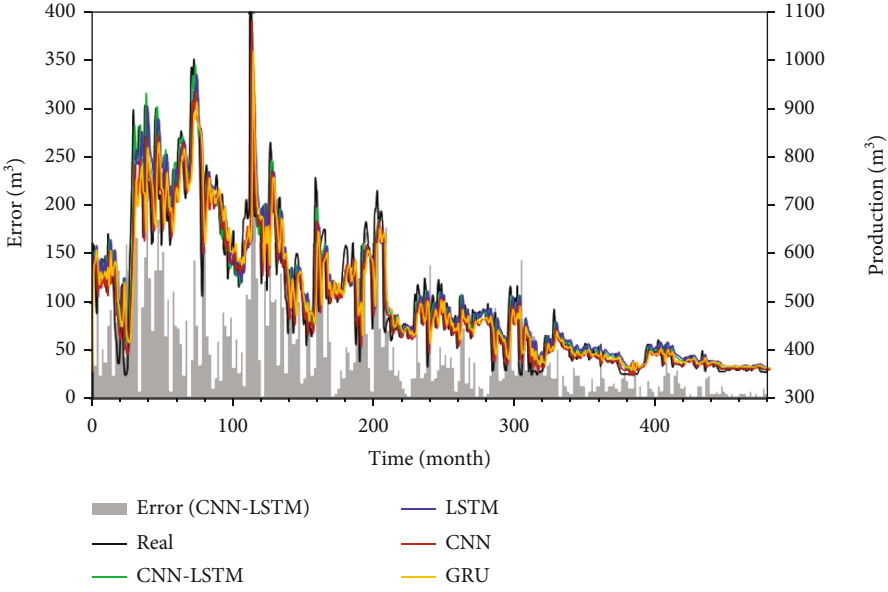 400
350
300
250
200
150
100
50
0
Error (m³)
1100
1000
900
800
700
600
500
400
300
Production (m³)
0
100
200
300
400
Time (month)
Error (CNN-LSTM)
Real
CNN-LSTM
LSTM
CNN
GRU